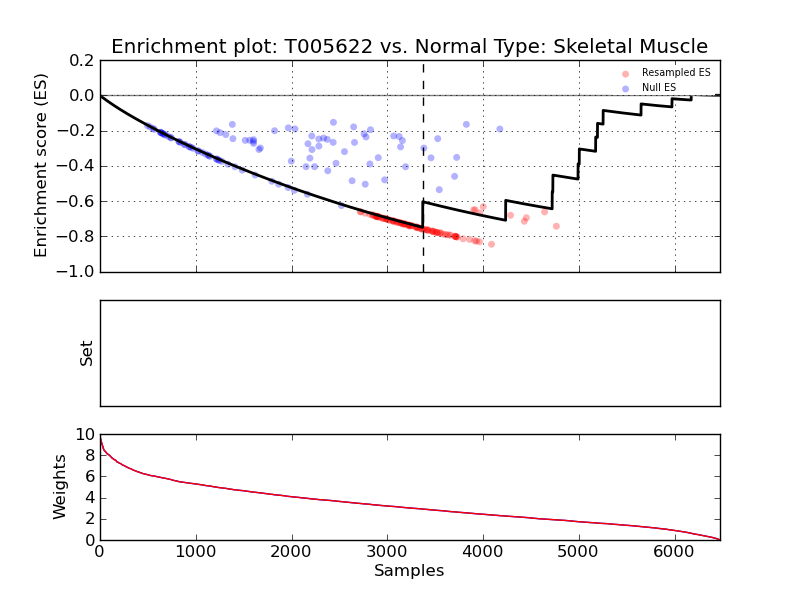 Enrichment plot: T005622 vs. Normal Type: Skeletal Muscle
Enrichment score (ES)
0.2
0.0
−0.2
−0.4
−0.6
−0.8
−1.0
Resampled ES
Null ES
Set
Weights
10
8
6
4
2
0
0 1000 2000 3000 4000 5000 6000
Samples